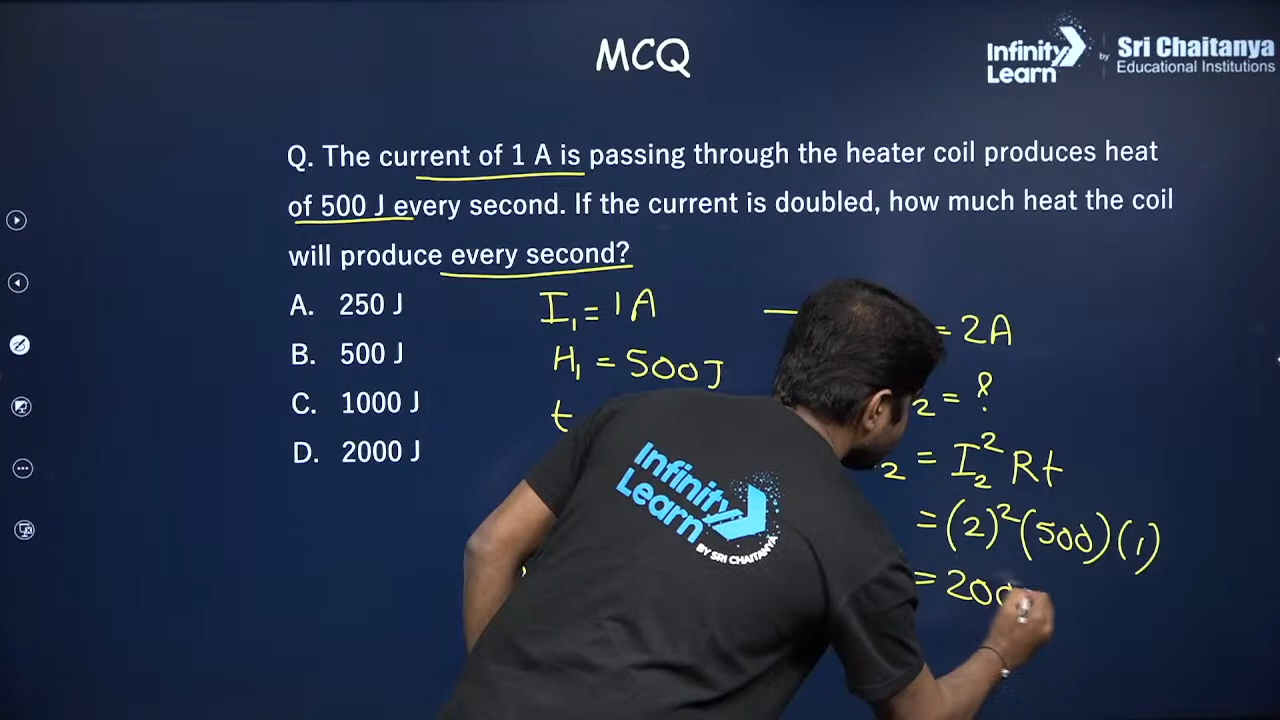 MCQ
Infinity Learn by Sri Chaitanya Educational Institutions
Q. The current of 1 A is passing through the heater coil produces heat
of 500 J every second. If the current is doubled, how much heat the coil
will produce every second?
A. 250 J
B. 500 J
C. 1000 J
D. 2000 J
I₁ = 1A
H₁ = 500J
t
= 2A
₂ = ?
₂ = I₂² Rt
= (2)² (500) (1)
= 200
Infinity
Learn
BY SRI CHAITANYA